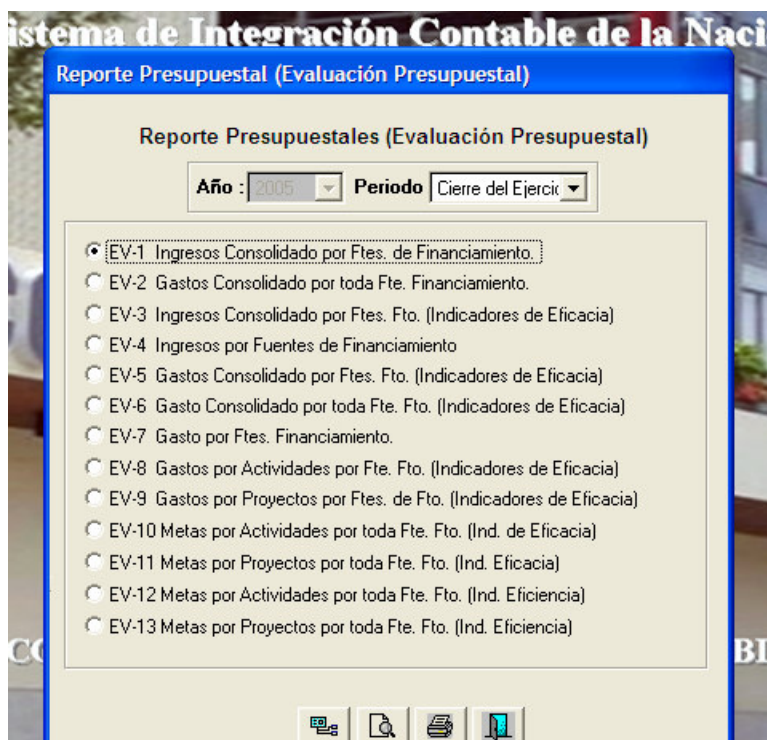 istema de Integración Contable de la Naci
Reporte Presupuestal (Evaluación Presupuestal)
Reporte Presupuestales (Evaluación Presupuestal)
Año : 2005 Periodo Cierre del Ejercic
EV-1 Ingresos Consolidado por Ftes. de Financiamiento.
EV-2 Gastos Consolidado por toda Fte. Financiamiento.
EV-3 Ingresos Consolidado por Ftes. Fto. (Indicadores de Eficacia)
EV-4 Ingresos por Fuentes de Financiamiento
EV-5 Gastos Consolidado por Ftes. Fto. (Indicadores de Eficacia)
EV-6 Gasto Consolidado por toda Fte. Fto. (Indicadores de Eficacia)
EV-7 Gasto por Ftes. Financiamiento.
EV-8 Gastos por Actividades por Fte. Fto. (Indicadores de Eficacia)
EV-9 Gastos por Proyectos por Ftes. de Fto. (Indicadores de Eficacia)
EV-10 Metas por Actividades por toda Fte. Fto. (Ind. de Eficacia)
EV-11 Metas por Proyectos por toda Fte. Fto. (Ind. Eficacia)
EV-12 Metas por Actividades por toda Fte. Fto. (Ind. Eficiencia)
EV-13 Metas por Proyectos por toda Fte. Fto. (Ind. Eficiencia)
CO BI